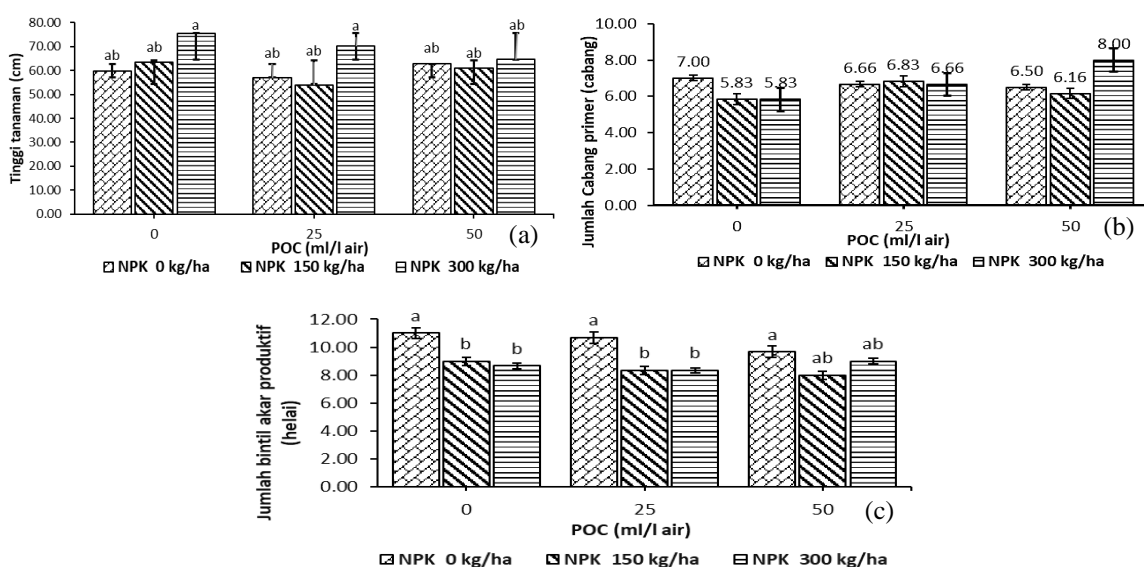 80.00
70.00
60.00
50.00
40.00
30.00
20.00
10.00
0.00
Tinggi tanaman (cm)
ab ab a ab ab a ab ab ab
0 25 50
POC (ml/l air)
(a)
NPK 0 kg/ha NPK 150 kg/ha NPK 300 kg/ha
10.00
8.00
6.00
4.00
2.00
0.00
Jumlah Cabang primer (cabang)
7.00 5.83 5.83 6.66 6.83 6.66 6.50 6.16 8.00
0 25 50
POC (ml/l air)
(b)
NPK 0 kg/ha NPK 150 kg/ha NPK 300 kg/ha
12.00
10.00
8.00
6.00
4.00
2.00
0.00
Jumlah bintil akar produktif
(helai)
a b b a b b a ab ab
0 25 50
POC (ml/l air)
(c)
NPK 0 kg/ha NPK 150 kg/ha NPK 300 kg/ha